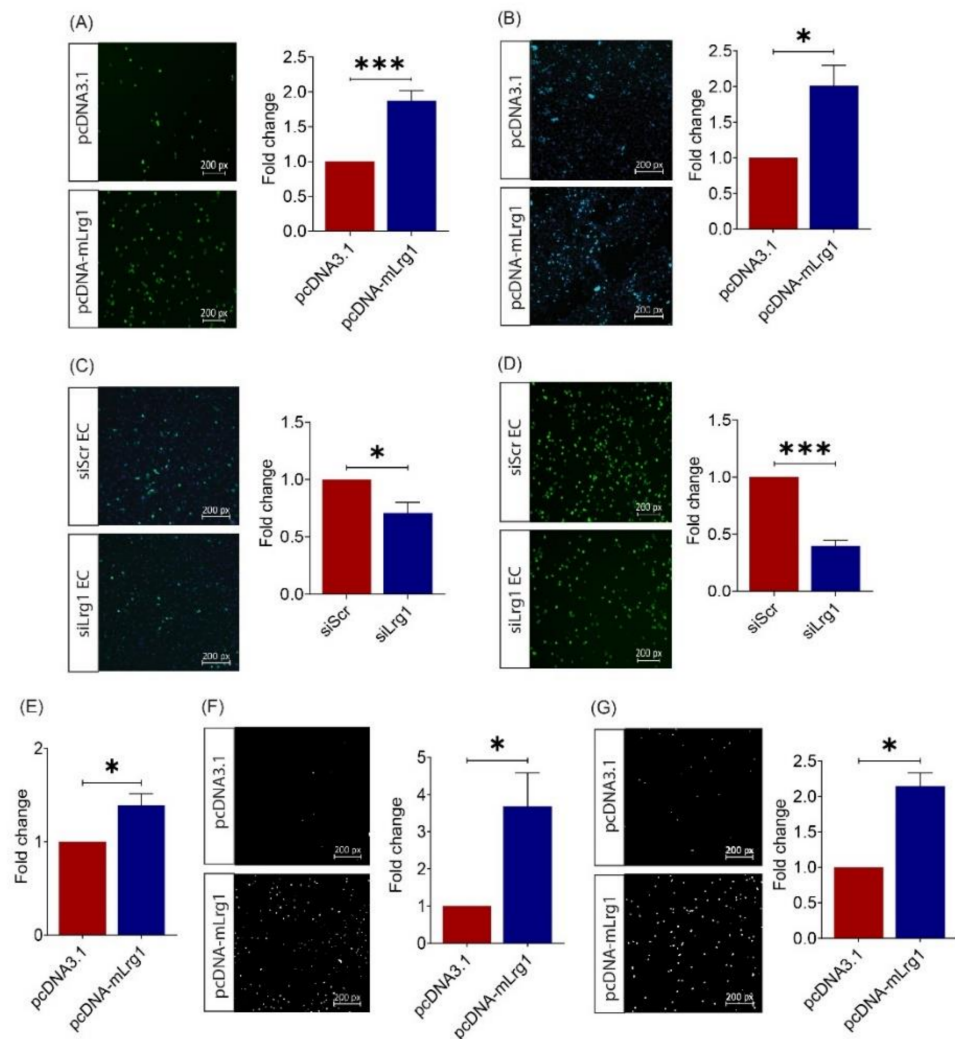 (A)
pcDNA3.1
200 px
pcDNA-mLrg1
200 px
Fold change
2.5
2.0
1.5
1.0
0.5
0.0
***
pcDNA3.1
pcDNA-mLrg1
(B)
pcDNA3.1
200 px
pcDNA-mLrg1
200 px
Fold change
2.5
2.0
1.5
1.0
0.5
0.0
*
pcDNA3.1
pcDNA-mLrg1
(C)
siScr EC
200 px
siLrg1 EC
200 px
Fold change
1.5
1.0
0.5
0.0
*
siScr
siLrg1
(D)
siScr EC
200 px
siLrg1 EC
200 px
Fold change
1.5
1.0
0.5
0.0
***
siScr
siLrg1
(E)
Fold change
2
1
0
*
pcDNA3.1
pcDNA-mLrg1
(F)
pcDNA3.1
200 px
pcDNA-mLrg1
200 px
Fold change
5
4
3
2
1
0
*
pcDNA3.1
pcDNA-mLrg1
(G)
pcDNA3.1
200 px
pcDNA-mLrg1
200 px
Fold change
2.5
2.0
1.5
1.0
0.5
0.0
*
pcDNA3.1
pcDNA-mLrg1